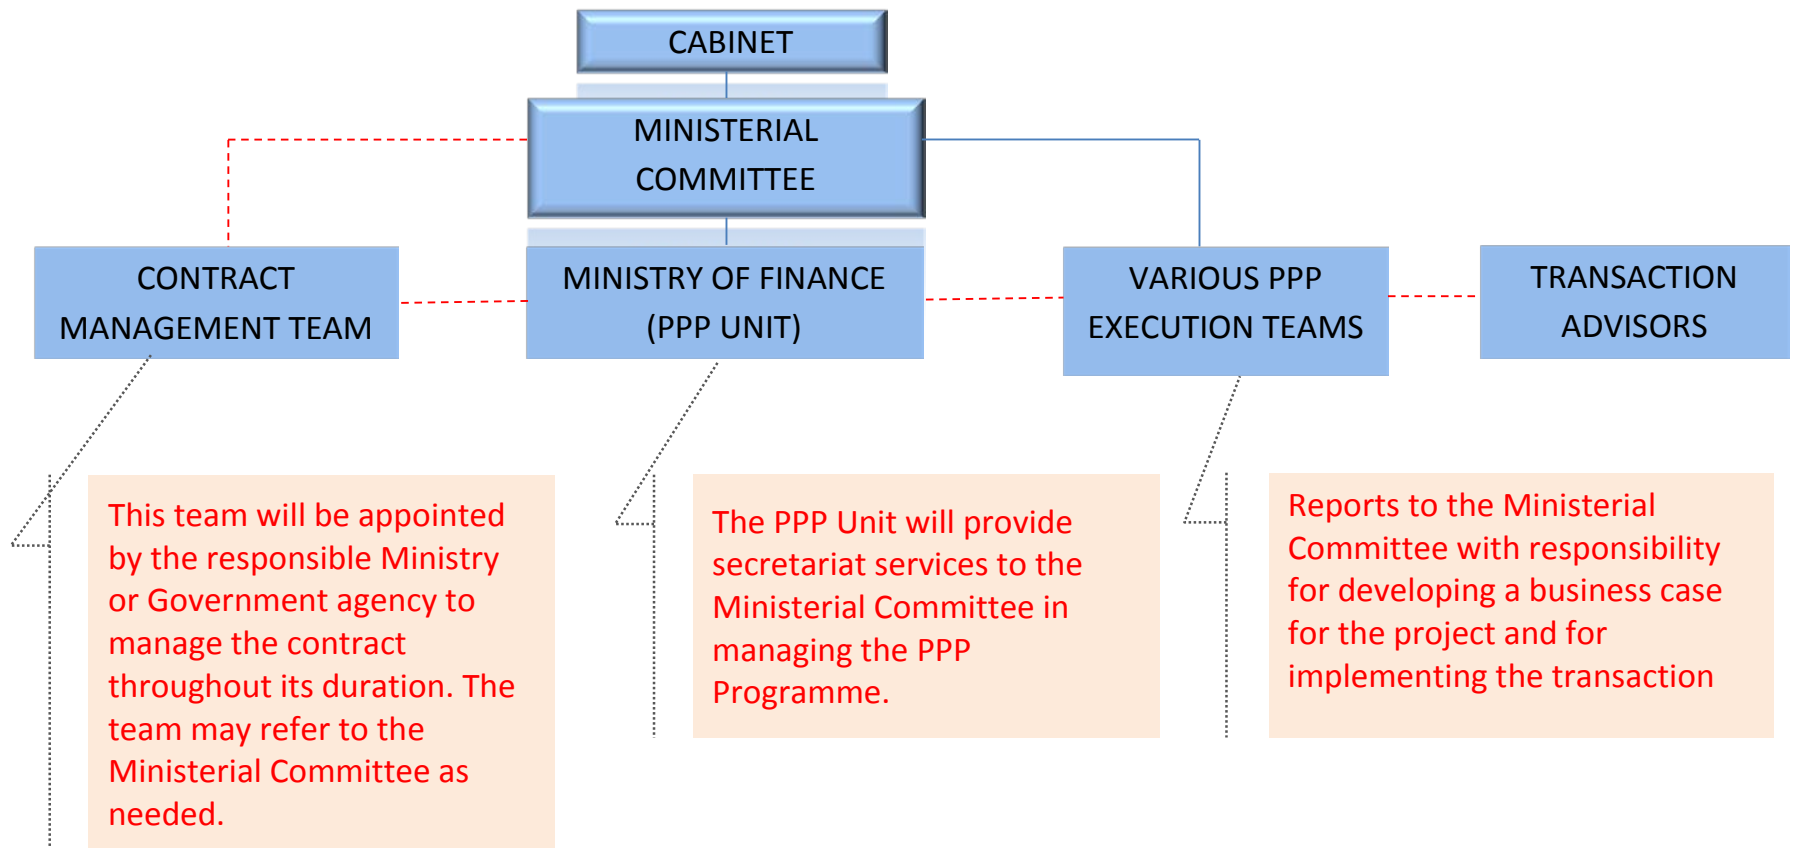 CABINET
MINISTERIAL
COMMITTEE
CONTRACT
MANAGEMENT TEAM
MINISTRY OF FINANCE
(PPP UNIT)
VARIOUS PPP
EXECUTION TEAMS
TRANSACTION
ADVISORS
This team will be appointed
by the responsible Ministry
or Government agency to
manage the contract
throughout its duration. The
team may refer to the
Ministerial Committee as
needed.
The PPP Unit will provide
secretariat services to the
Ministerial Committee in
managing the PPP
Programme.
Reports to the Ministerial
Committee with responsibility
for developing a business case
for the project and for
implementing the transaction